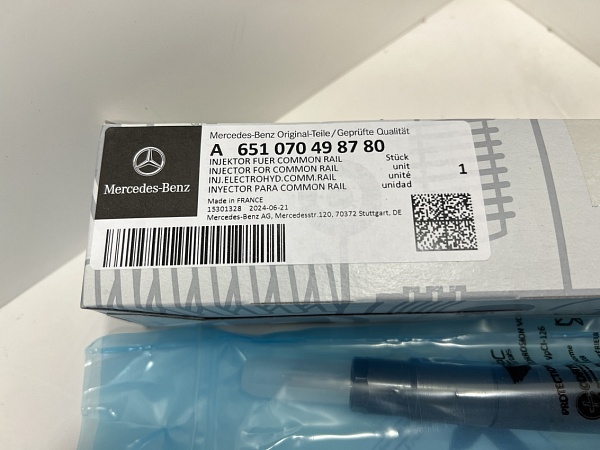 Mercedes-Benz Original-Teile/Geprüfte Qualität
A 651 070 49 87 80
INJEKTOR FUER COMMON RAIL Stück
INJECTOR FOR COMMON RAIL unit
INJ.ELECTROHYD.COMM.RAIL unité 1
INYECTOR PARA COMMON RAIL unidad
Mercedes-Benz
Made in FRANCE
15301328 2024-06-21
Mercedes-Benz AG, Mercedesstr.120, 70372 Stuttgart, DE
VpCI-126